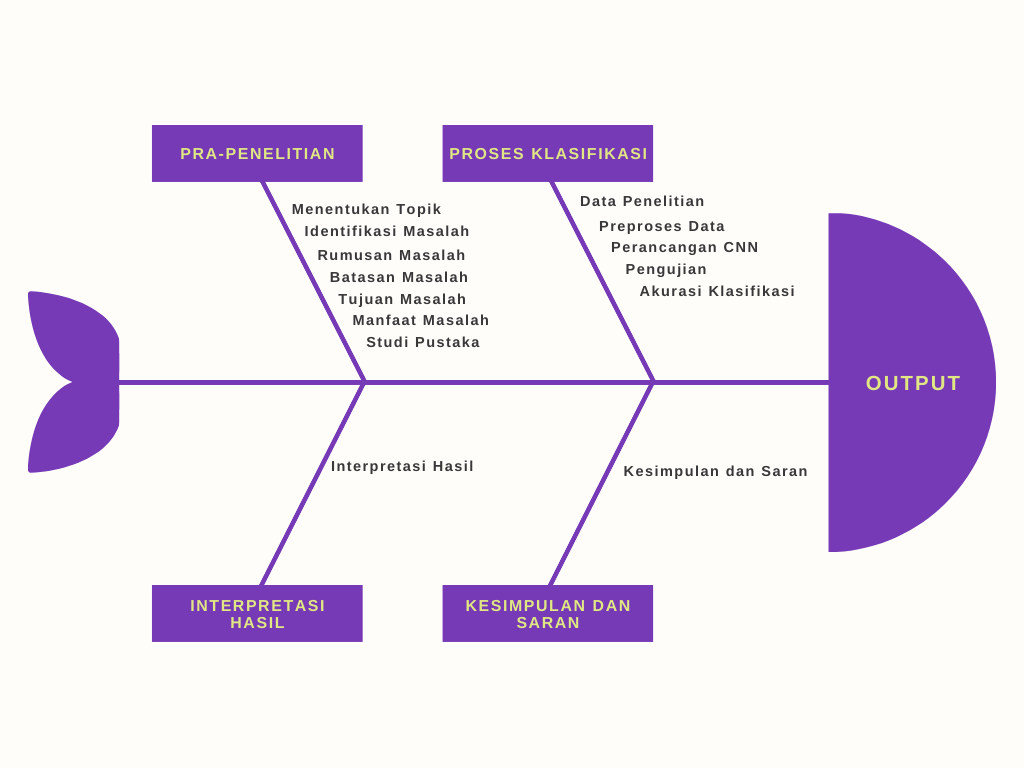 PRA-PENELITIAN
PROSES KLASIFIKASI
Menentukan Topik
Identifikasi Masalah
Rumusan Masalah
Batasan Masalah
Tujuan Masalah
Manfaat Masalah
Studi Pustaka
Data Penelitian
Preproses Data
Perancangan CNN
Pengujian
Akurasi Klasifikasi
OUTPUT
Interpretasi Hasil
Kesimpulan dan Saran
INTERPRETASI
HASIL
KESIMPULAN DAN
SARAN